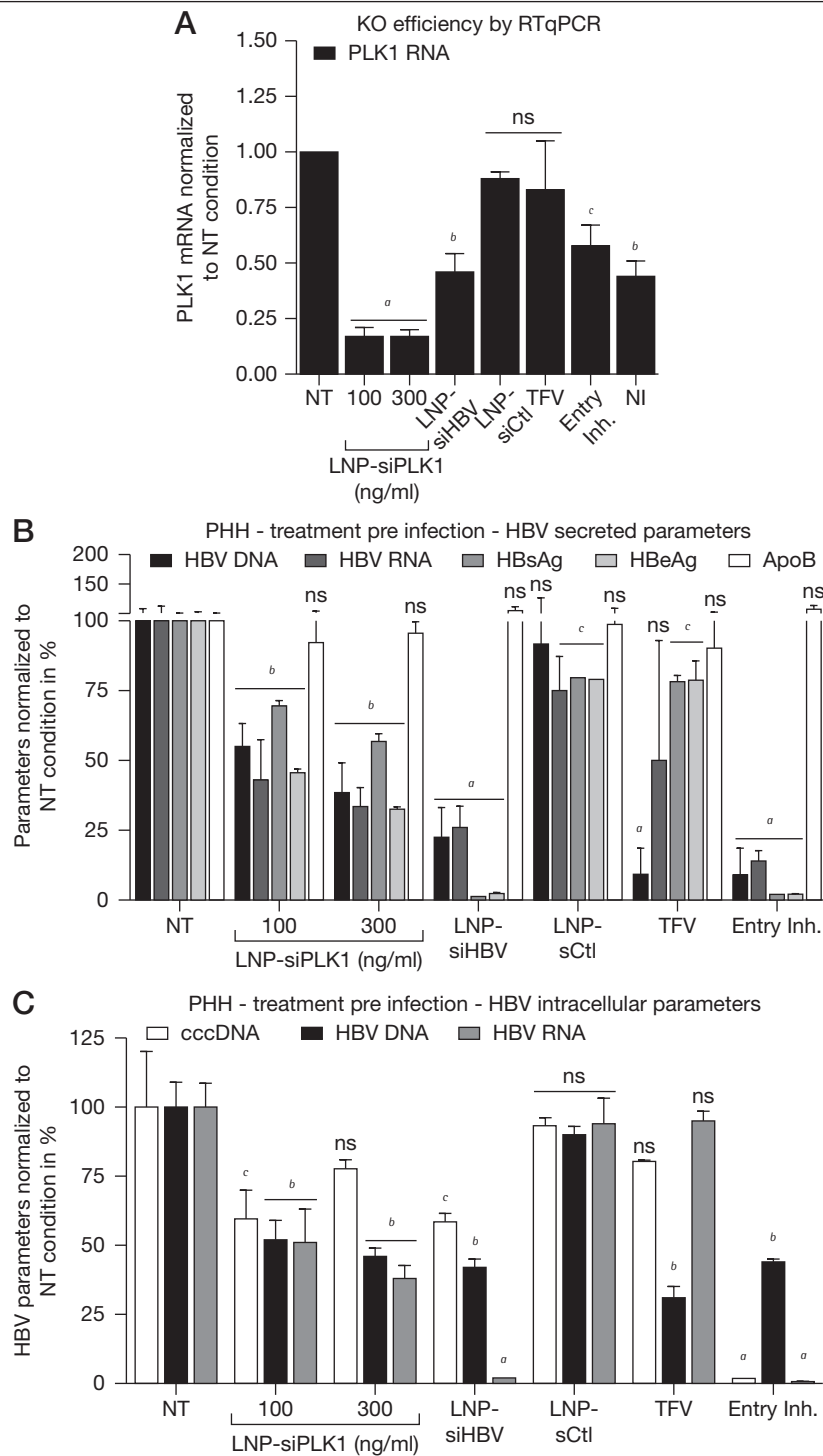 A
KO efficiency by RTqPCR
PLK1 RNA
PLK1 mRNA normalized
to NT condition
1.50
1.25
1.00
0.75
0.50
0.25
0.00
a
b
ns
c
b
NT
100
300
LNP-
siHBV
LNP-
siCtl
TFV
Entry
Inh.
NI
LNP-siPLK1
(ng/ml)
B
PHH - treatment pre infection - HBV secreted parameters
HBV DNA
HBV RNA
HBsAg
HBeAg
ApoB
Parameters normalized to
NT condition in %
200
150
100
75
50
25
0
b
ns
b
ns
a
ns
ns
c
ns
a
ns
c
ns
a
ns
NT
100
300
LNP-
siHBV
LNP-
sCtl
TFV
Entry Inh.
LNP-siPLK1 (ng/ml)
C
PHH - treatment pre infection - HBV intracellular parameters
cccDNA
HBV DNA
HBV RNA
HBV parameters normalized to
NT condition in %
125
100
75
50
25
0
c
b
ns
b
c
b
a
ns
ns
b
ns
a
b
a
NT
100
300
LNP-
siHBV
LNP-
sCtl
TFV
Entry Inh.
LNP-siPLK1 (ng/ml)